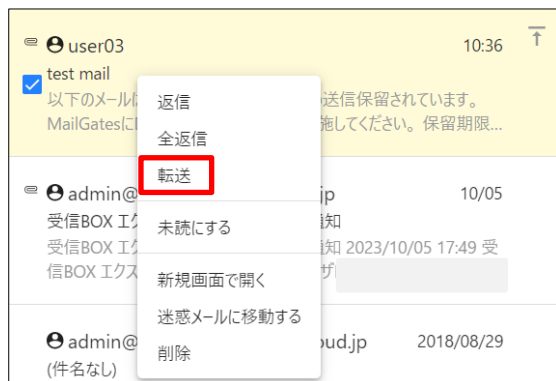 user03 10:36
test mail
以下のメールに 送信保留されています。
MailGatesに 施してください。保留期限...
返信
全返信
転送
未読にする
新規画面で開く
迷惑メールに移動する
削除
admin@ jp 10/05
受信BOX エク 知
受信BOX エク 知 2023/10/05 17:49 受
信BOX エクス
admin@ oud.jp 2018/08/29
(件名なし)